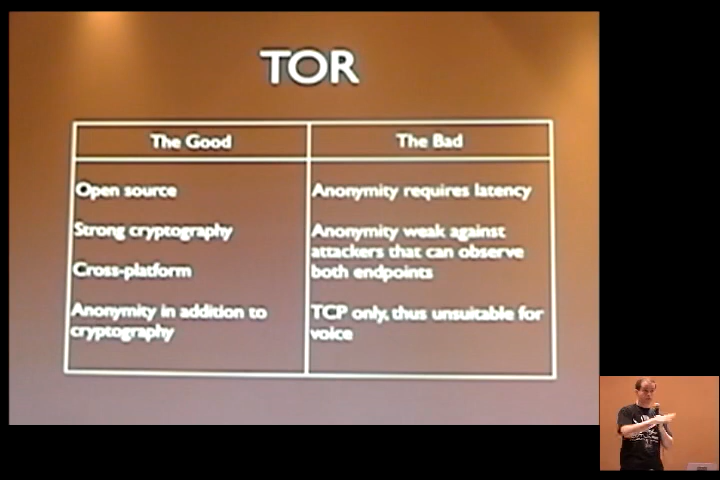 TOR
The Good
The Bad
Open source
Strong cryptography
Cross-platform
Anonymity in addition to
cryptography
Anonymity requires latency
Anonymity weak against
attackers that can observe
both endpoints
TCP only, thus unsuitable for
voice